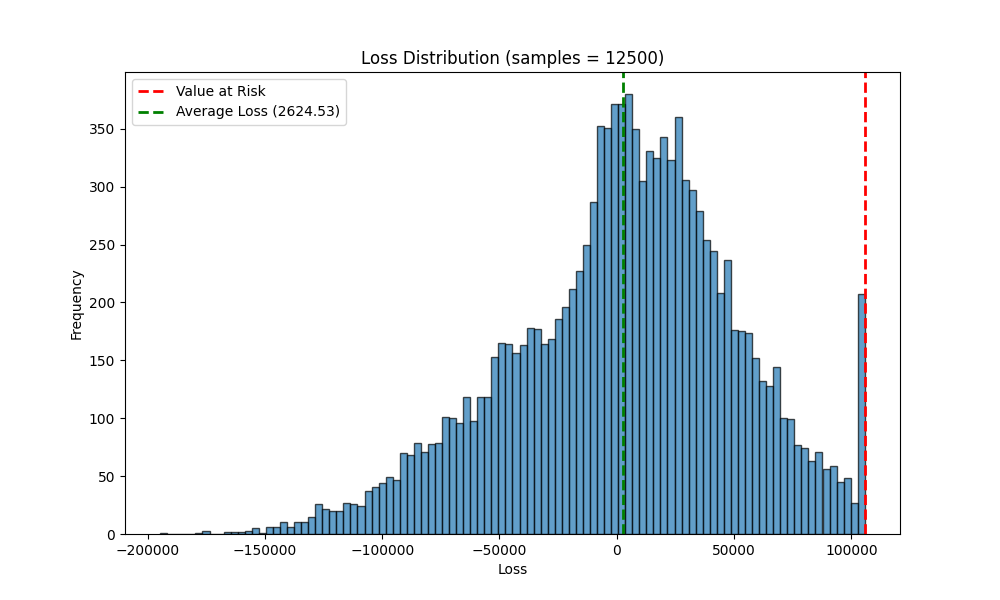 Loss Distribution (samples = 12500)
Value at Risk
Average Loss (2624.53)
Frequency
350
300
250
200
150
100
50
0
−200000 −150000 −100000 −50000 0 50000 100000
Loss